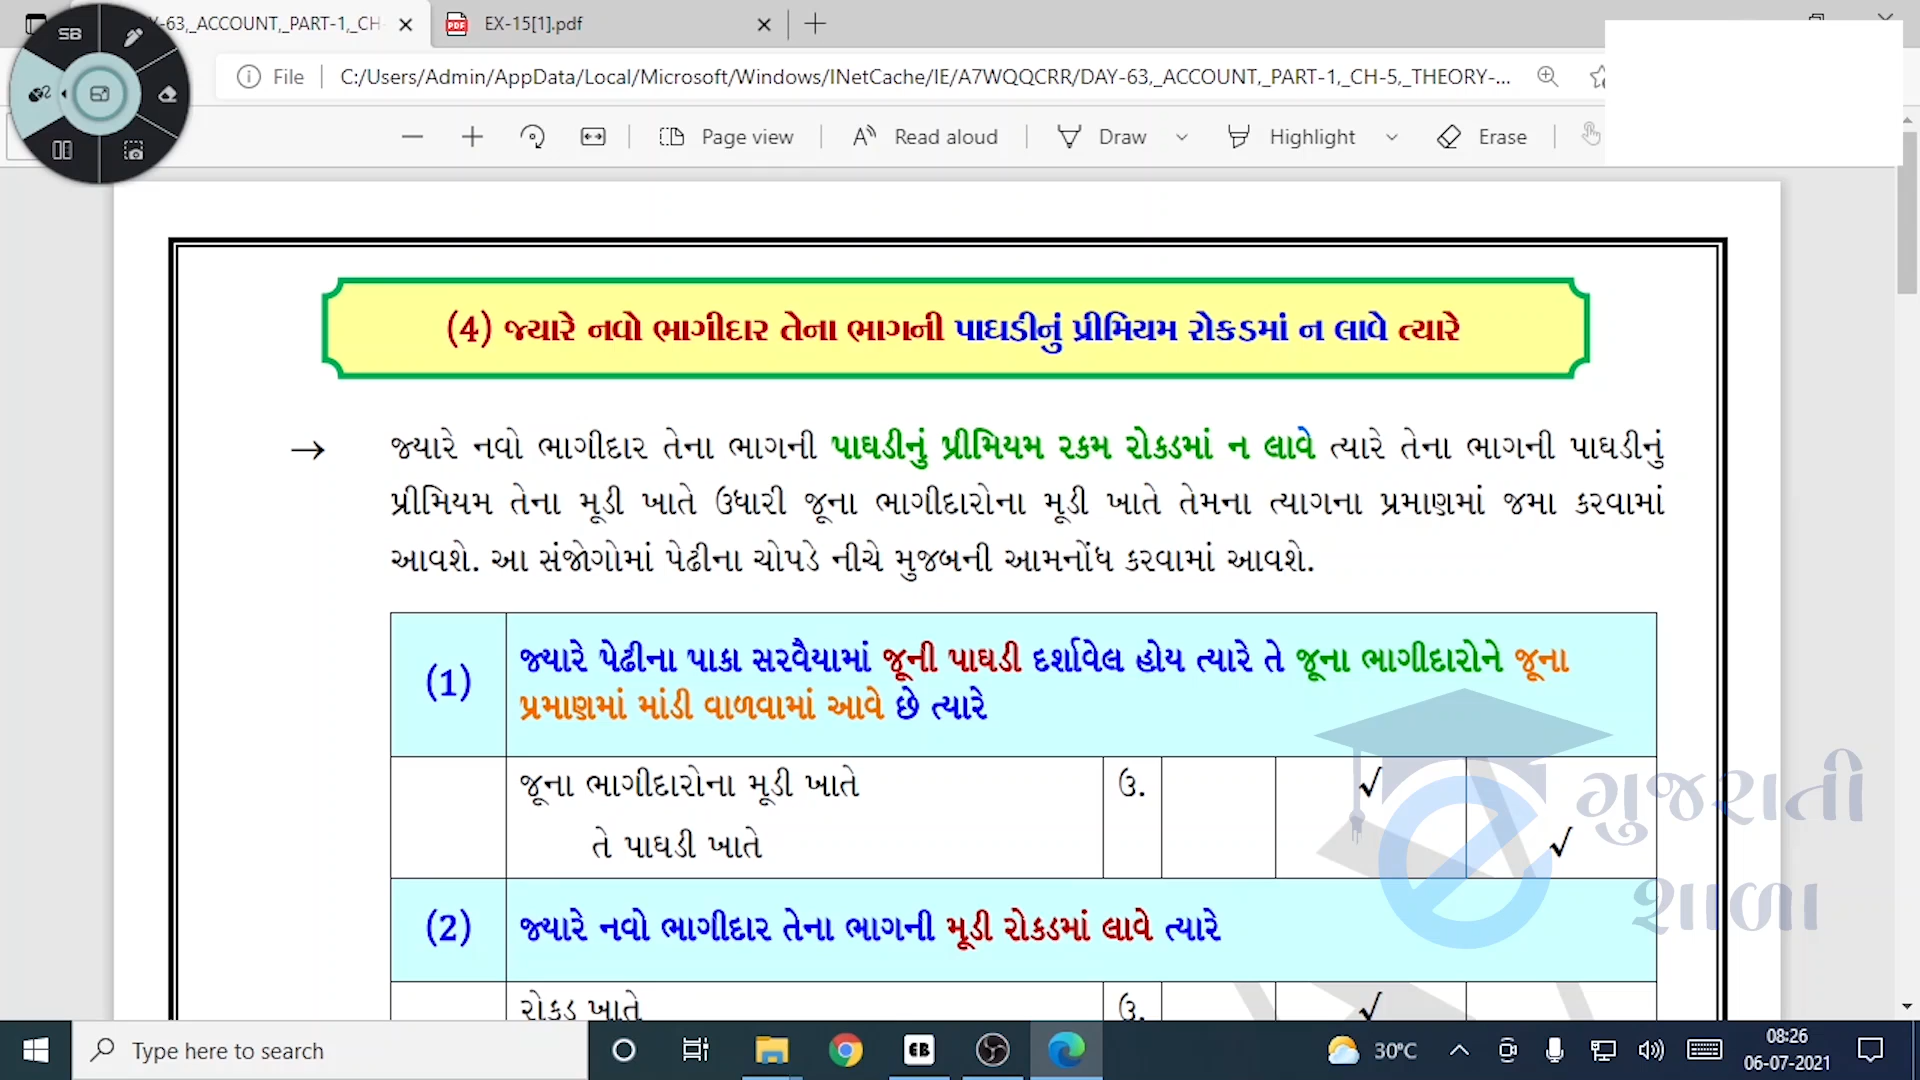 -63,_ACCOUNT,_PART-1,_CH-
EX-15[1].pdf
SB
File
C:/Users/Admin/AppData/Local/Microsoft/Windows/INetCache/IE/A7WQQCRR/DAY-63,_ACCOUNT,_PART-1,_CH-5,_THEORY-...
Page view
Read aloud
Draw
Highlight
Erase
(4) જ્યારે નવો ભાગીદાર તેના ભાગની પાઘડીનું પ્રીમિયમ રોકડમાં ન લાવે ત્યારે
→ જ્યારે નવો ભાગીદાર તેના ભાગની પાઘડીનું પ્રીમિયમ રકમ રોકડમાં ન લાવે ત્યારે તેના ભાગની પાઘડીનું
પ્રીમિયમ તેના મૂડી ખાતે ઉધારી જૂના ભાગીદારોના મૂડી ખાતે તેમના ત્યાગના પ્રમાણમાં જમા કરવામાં
આવશે. આ સંજોગોમાં પેઢીના ચોપડે નીચે મુજબની આમનોંધ કરવામાં આવશે.
(1) જ્યારે પેઢીના પાકા સરવૈયામાં જૂની પાઘડી દર્શાવેલ હોય ત્યારે તે જૂના ભાગીદારોને જૂના
પ્રમાણમાં માંડી વાળવામાં આવે છે ત્યારે
જૂના ભાગીદારોના મૂડી ખાતે ઉ. √
તે પાઘડી ખાતે √
(2) જ્યારે નવો ભાગીદાર તેના ભાગની મૂડી રોકડમાં લાવે ત્યારે
રોકડ ખાતે ઉ. √
ગુજરાતી
શાળા
Type here to search
30°C
08:26
06-07-2021